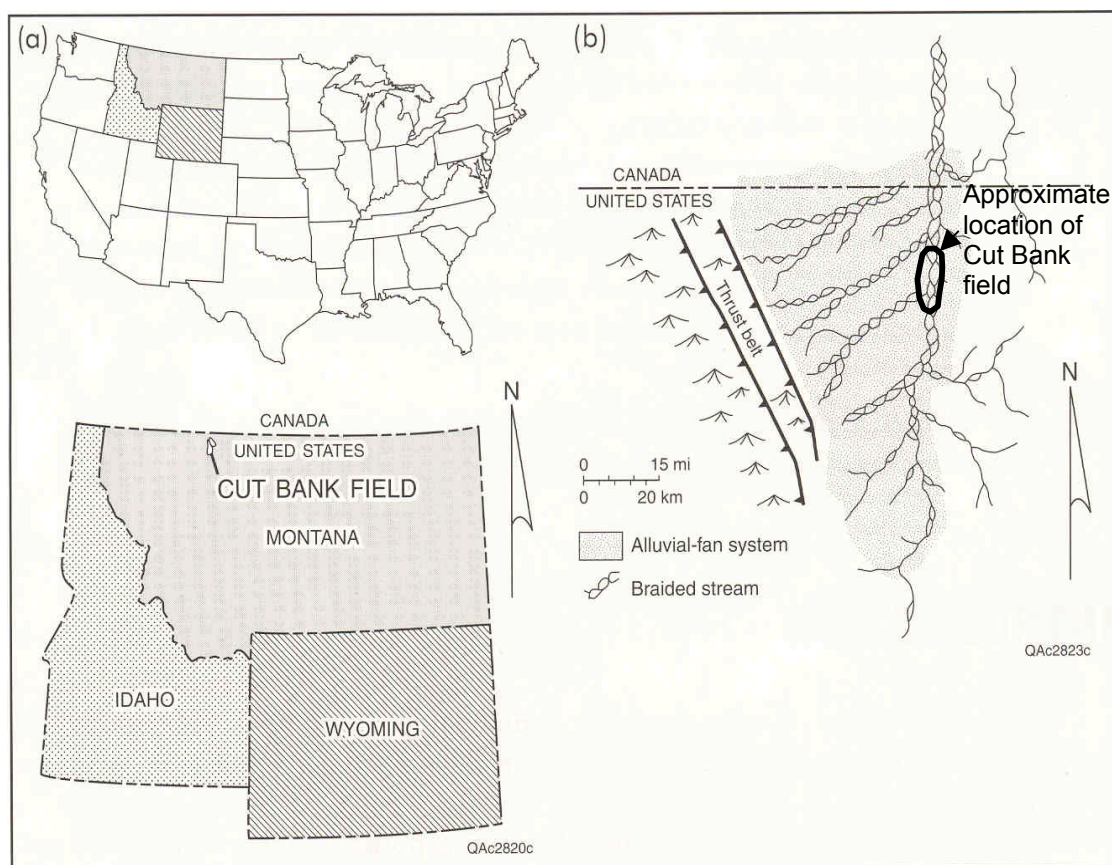 (a)
CANADA
UNITED STATES
CUT BANK FIELD
MONTANA
N
IDAHO
WYOMING
QAc2820c
(b)
CANADA
UNITED STATES
Approximate
location of
Cut Bank
field
Thrust belt
N
0 15 mi
0 20 km
Alluvial-fan system
Braided stream
QAc2823c